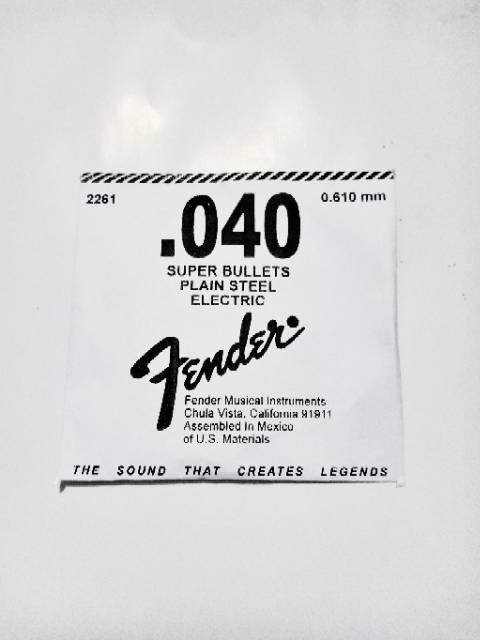 2261
0.610 mm
.040
SUPER BULLETS
PLAIN STEEL
ELECTRIC
Fender
Fender Musical Instruments
Chula Vista, California 91911
Assembled In Mexico
of U.S. Materials
THE SOUND THAT CREATES LEGENDS